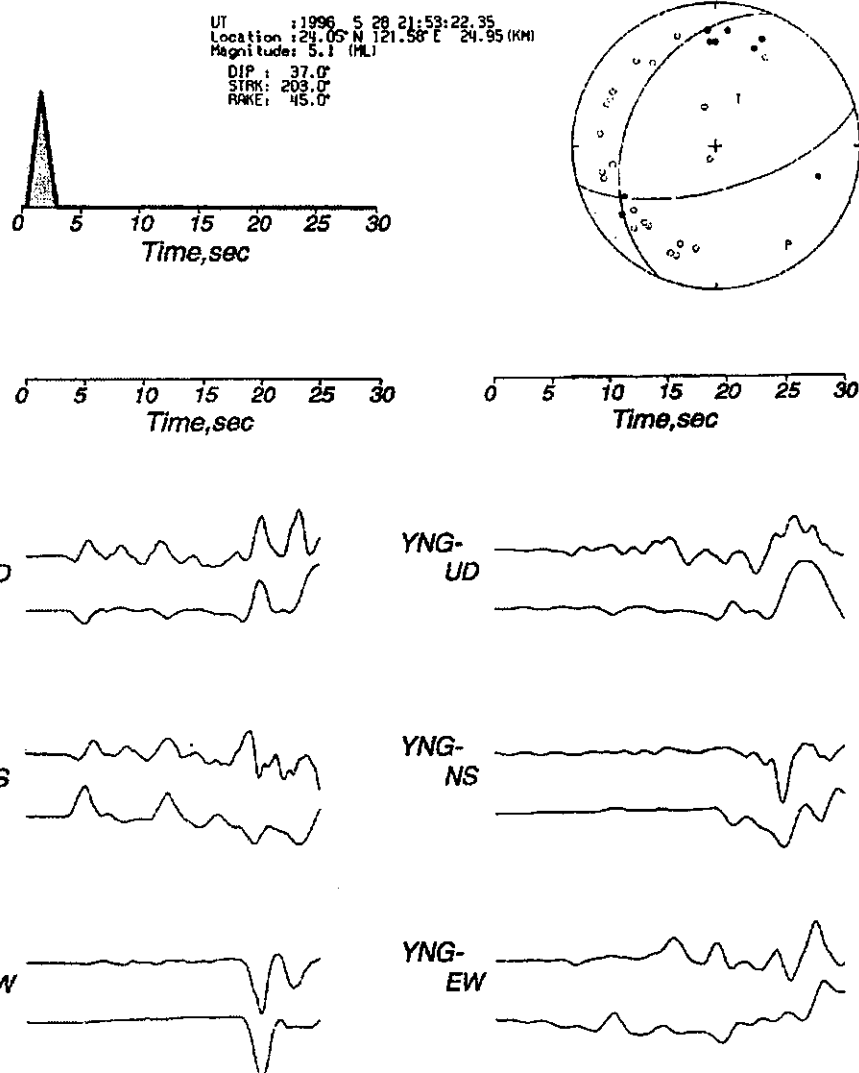 UT :1996 5 28 21:53:22.35
Location :24.05°N 121.58°E 24.95(KM)
Magnitude: 5.1 (ML)
DIP : 37.0°
STRK: 203.0°
RAKE: 45.0°
T
P
0 5 10 15 20 25 30
Time,sec
0 5 10 15 20 25 30
Time,sec
0 5 10 15 20 25 30
Time,sec
D
YNG-
UD
S
YNG-
NS
W
YNG-
EW